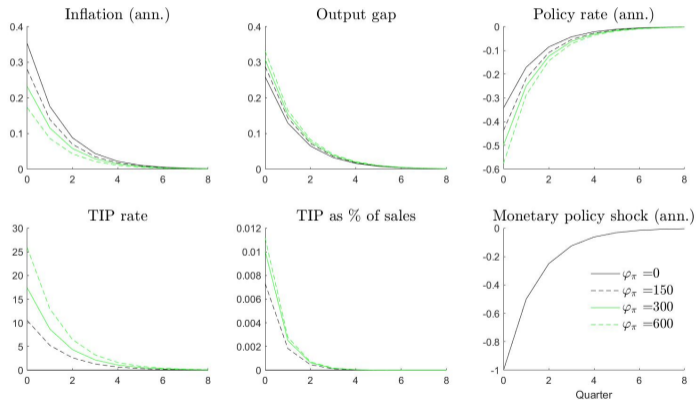 Inflation (ann.)
Output gap
Policy rate (ann.)
0.4
0.3
0.2
0.1
0
0 2 4 6 8
0.4
0.3
0.2
0.1
0
0 2 4 6 8
0
-0.1
-0.2
-0.3
-0.4
-0.5
-0.6
0 2 4 6 8
TIP rate
TIP as % of sales
Monetary policy shock (ann.)
30
25
20
15
10
5
0
0 2 4 6 8
0.012
0.01
0.008
0.006
0.004
0.002
0
0 2 4 6 8
0
-0.2
-0.4
-0.6
-0.8
-1
0 2 4 6 8
φπ =0
φπ =150
φπ =300
φπ =600
Quarter